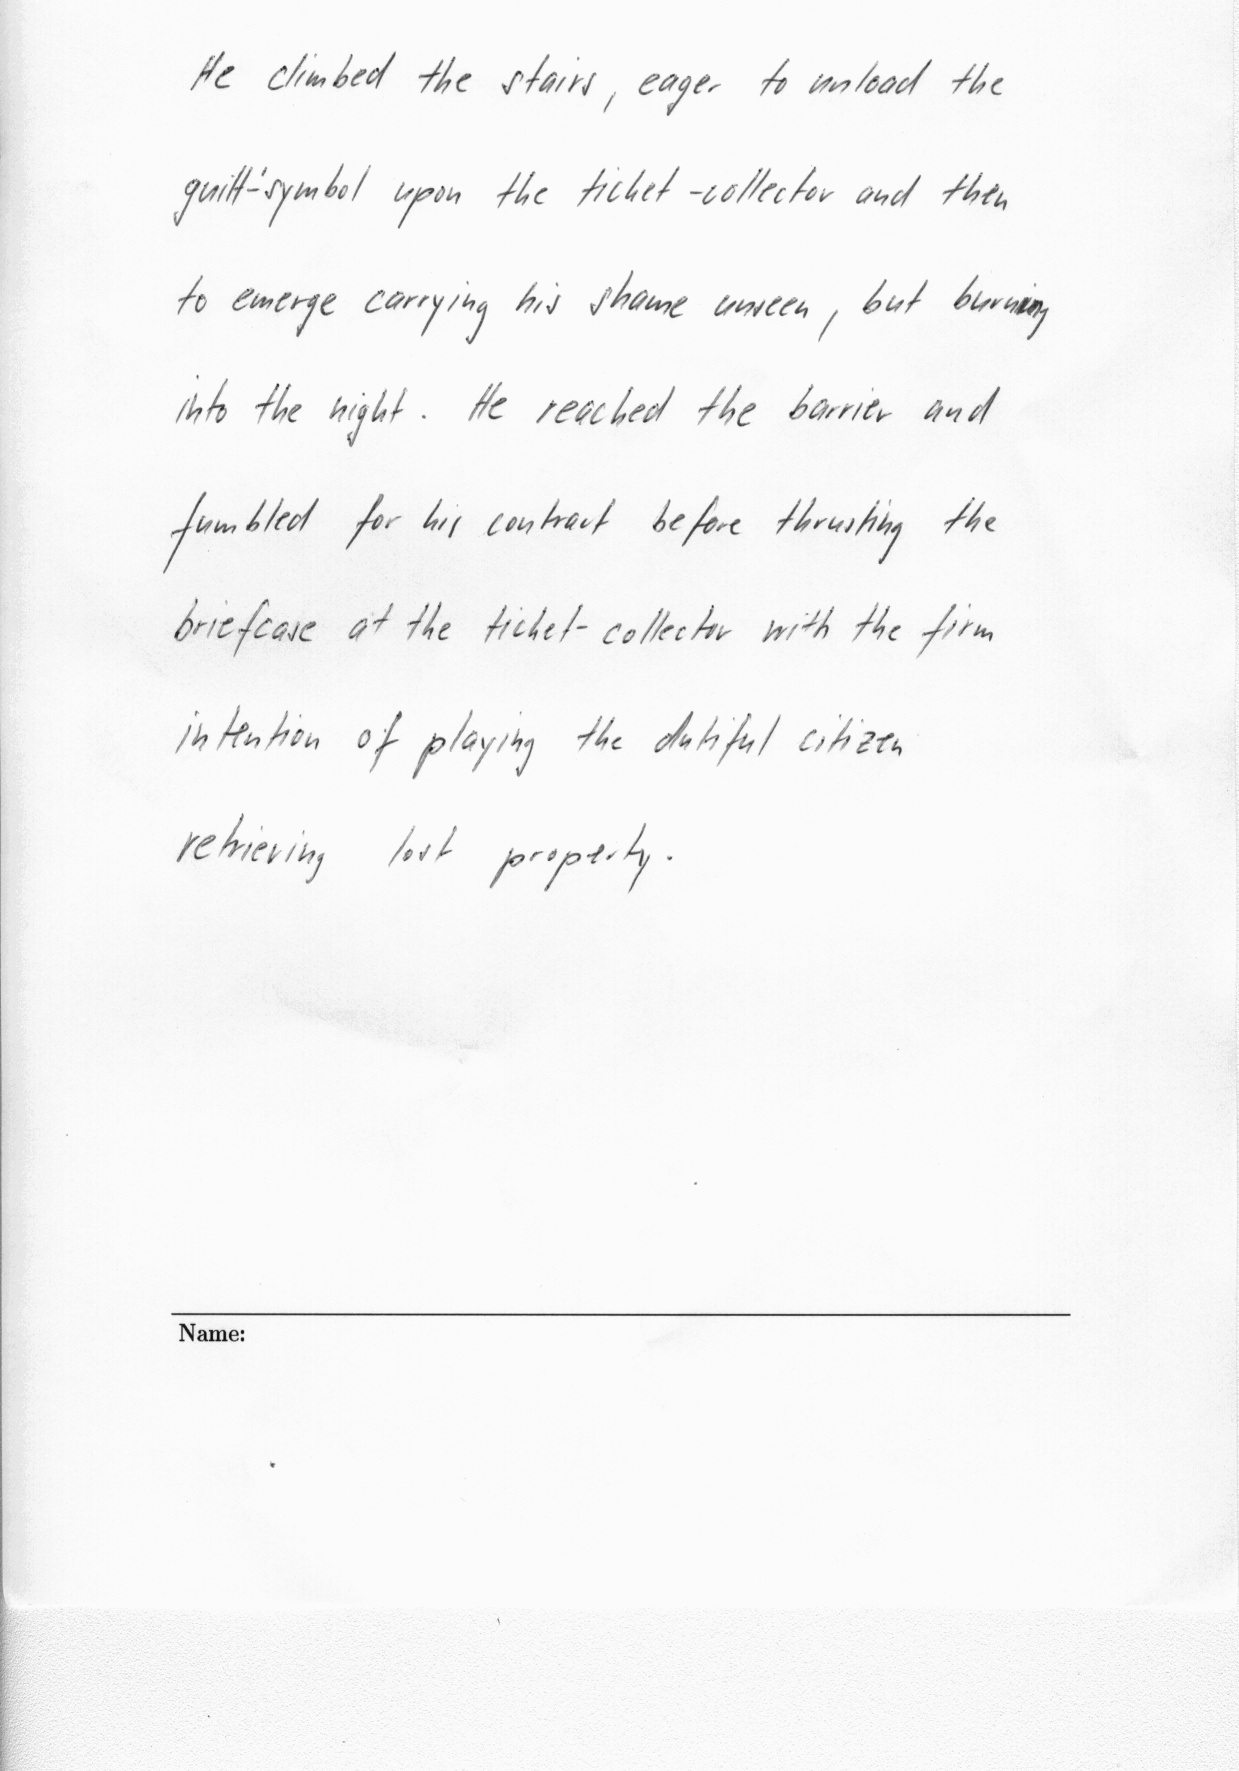 He climbed the stairs, eager to unload the
guilt-symbol upon the ticket-collector and then
to emerge carrying his shame unseen, but burning
into the night. He reached the barrier and
fumbled for his contract before thrusting the
briefcase at the ticket-collector with the firm
intention of playing the dutiful citizen
retrieving lost property.
Name: